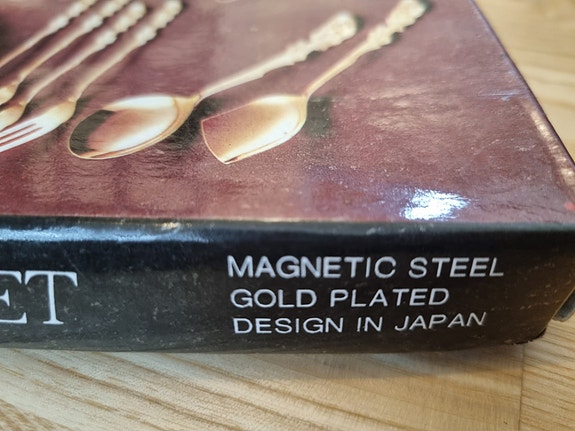 ET
MAGNETIC STEEL
GOLD PLATED
DESIGN IN JAPAN